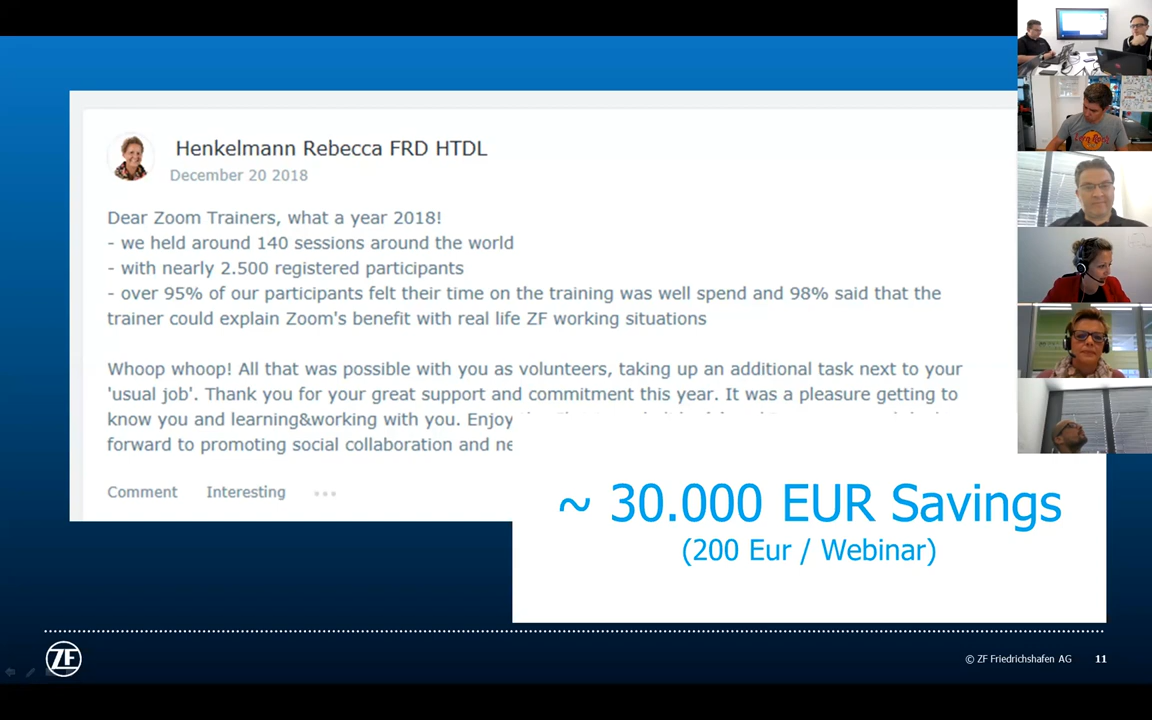 Henkelmann Rebecca FRD HTDL
December 20 2018
Dear Zoom Trainers, what a year 2018!
- we held around 140 sessions around the world
- with nearly 2.500 registered participants
- over 95% of our participants felt their time on the training was well spend and 98% said that the
trainer could explain Zoom's benefit with real life ZF working situations
Whoop whoop! All that was possible with you as volunteers, taking up an additional task next to your
'usual job'. Thank you for your great support and commitment this year. It was a pleasure getting to
know you and learning&working with you. Enjoy
forward to promoting social collaboration and ne
Comment Interesting
~ 30.000 EUR Savings
(200 Eur / Webinar)
ZF
© ZF Friedrichshafen AG 11